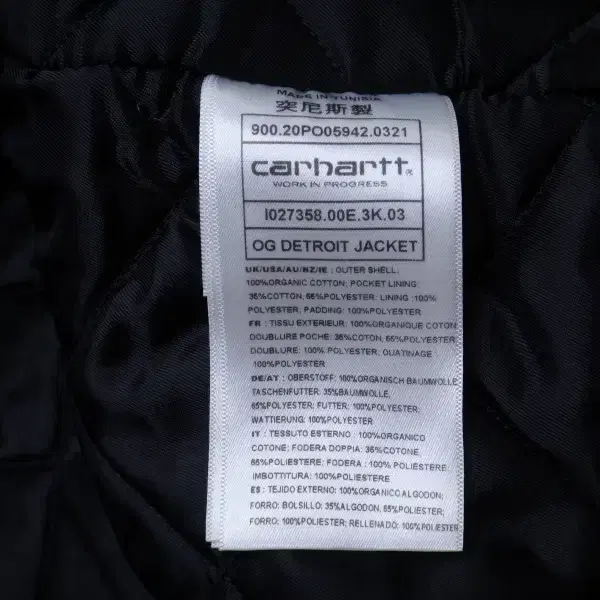 MADE IN TUNISIA
突尼斯製
900.20PO05942.0321
carhartt®
WORK IN PROGRESS
I027358.00E.3K.03
OG DETROIT JACKET
UK/USA/AU/NZ/IE : OUTER SHELL:
100%ORGANIC COTTON; POCKET LINING:
35%COTTON, 65%POLYESTER; LINING :100%
POLYESTER, PADDING: 100%POLYESTER
FR : TISSU EXTERIEUR: 100%ORGANIQUE COTON
DOUBLURE POCHE: 35%COTON, 65%POLYESTER;
DOUBLURE: 100% POLYESTER; OUATINAGE
:100%POLYESTER
DE/AT : OBERSTOFF: 100%ORGANISCH BAUMWOLLE
TASCHENFUTTER: 35%BAUMWOLLE,
65%POLYESTER; FUTTER: 100%POLYESTER;
WATTIERUNG: 100%POLYESTER
IT : TESSUTO ESTERNO :100%ORGANICO
COTONE; FODERA DOPPIA: 35%COTONE,
65%POLIESTERE; FODERA : 100% POLIESTERE;
IMBOTTITURA : 100%POLIESTERE
ES : TEJIDO EXTERNO: 100%ORGANICO ALGODON;
FORRO: BOLSILLO: 35%ALGODON, 65%POLIESTER;
FORRO: 100%POLIESTER; RELLENADO: 100%POLIESTER